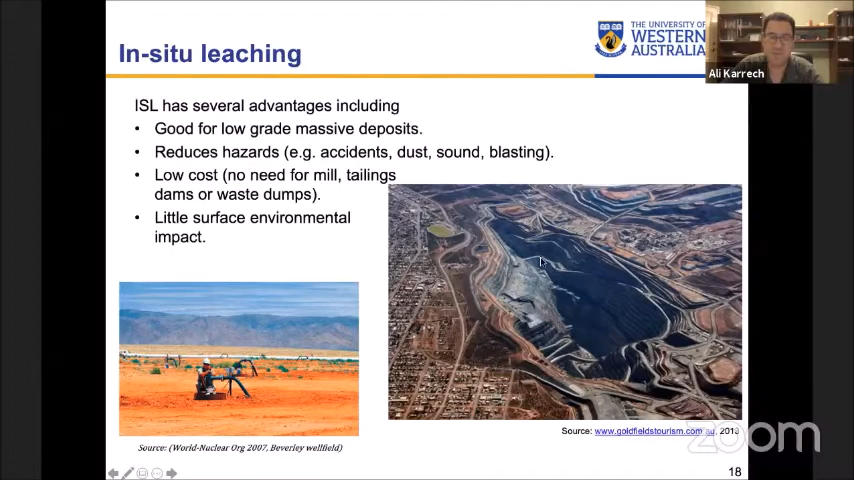 In-situ leaching
THE UNIVERSITY OF
WESTERN
AUSTRALIA
Ali Karrech
ISL has several advantages including
• Good for low grade massive deposits.
• Reduces hazards (e.g. accidents, dust, sound, blasting).
• Low cost (no need for mill, tailings
dams or waste dumps).
• Little surface environmental
impact.
Source: (World-Nuclear Org 2007, Beverley wellfield)
Source: www.goldfieldstourism.com.au, 2013
zoom
18